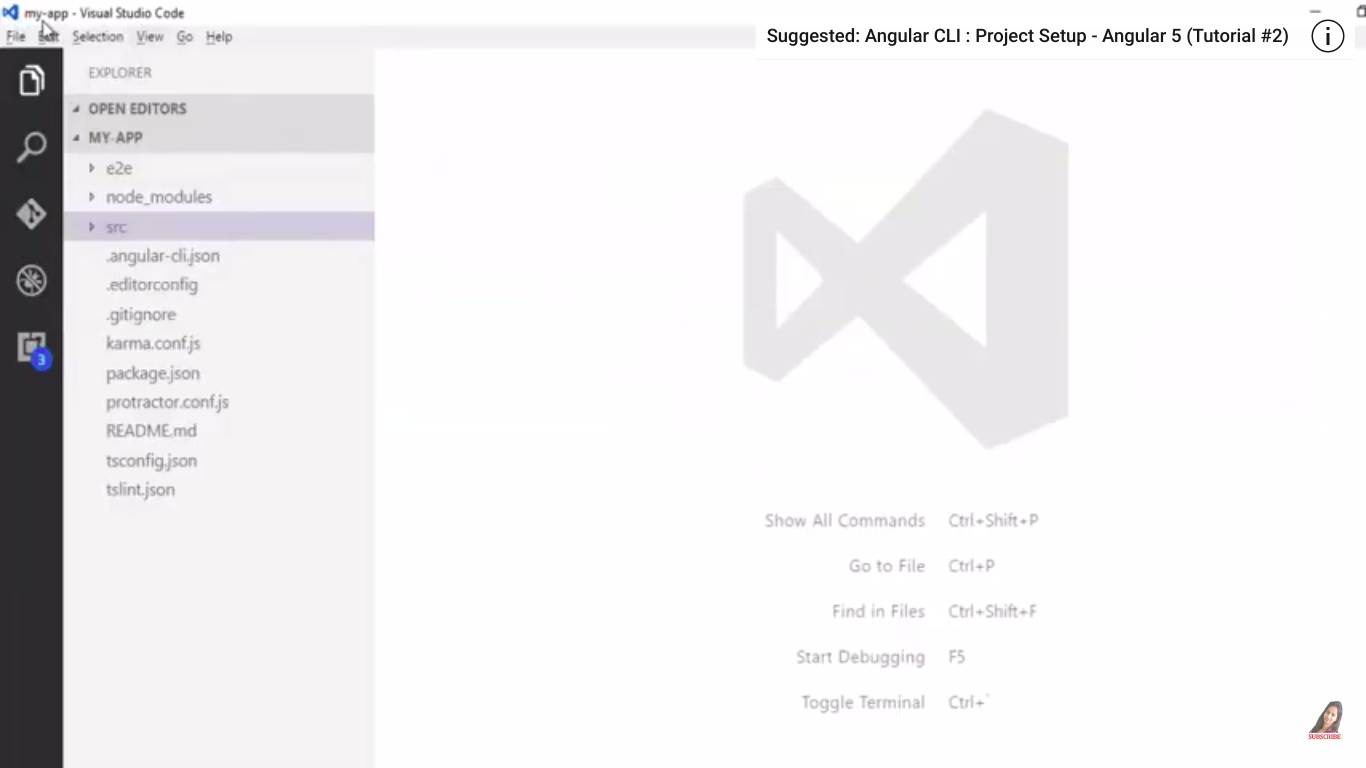 my-app - Visual Studio Code
File Edit Selection View Go Help
Suggested: Angular CLI : Project Setup - Angular 5 (Tutorial #2)
EXPLORER
OPEN EDITORS
MY-APP
e2e
node_modules
src
.angular-cli.json
.editorconfig
.gitignore
karma.conf.js
package.json
protractor.conf.js
README.md
tsconfig.json
tslint.json
3
Show All Commands Ctrl+Shift+P
Go to File Ctrl+P
Find in Files Ctrl+Shift+F
Start Debugging F5
Toggle Terminal Ctrl+`
SUBSCRIBE